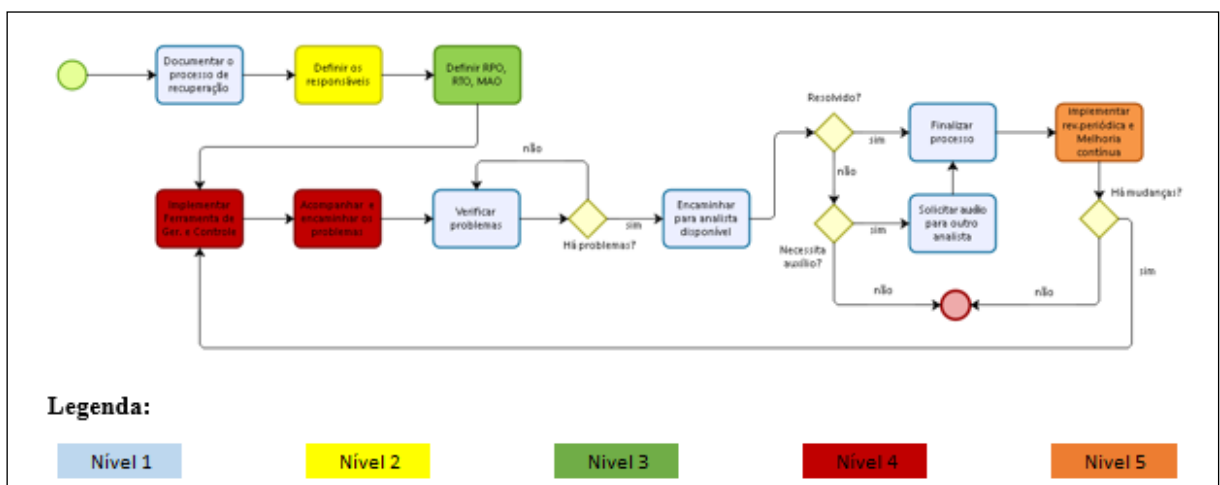 Documentar o
processo de
recuperação
Definir os
responsáveis
Definir RPO,
RTO, MAO
Implementar
Ferramenta de
Ger. e Controle
Acompanhar e
encaminhar os
problemas
Verificar
problemas
não
Há problemas?
sim
Encaminhar
para analista
disponível
Resolvido?
sim
não
Necessita
auxílio?
sim
não
Finalizar
processo
Solicitar auxílio
para outro
analista
Implementar
rev.periódica e
Melhoria
contínua
Há mudanças?
não
sim
Legenda:
Nível 1
Nível 2
Nível 3
Nível 4
Nível 5